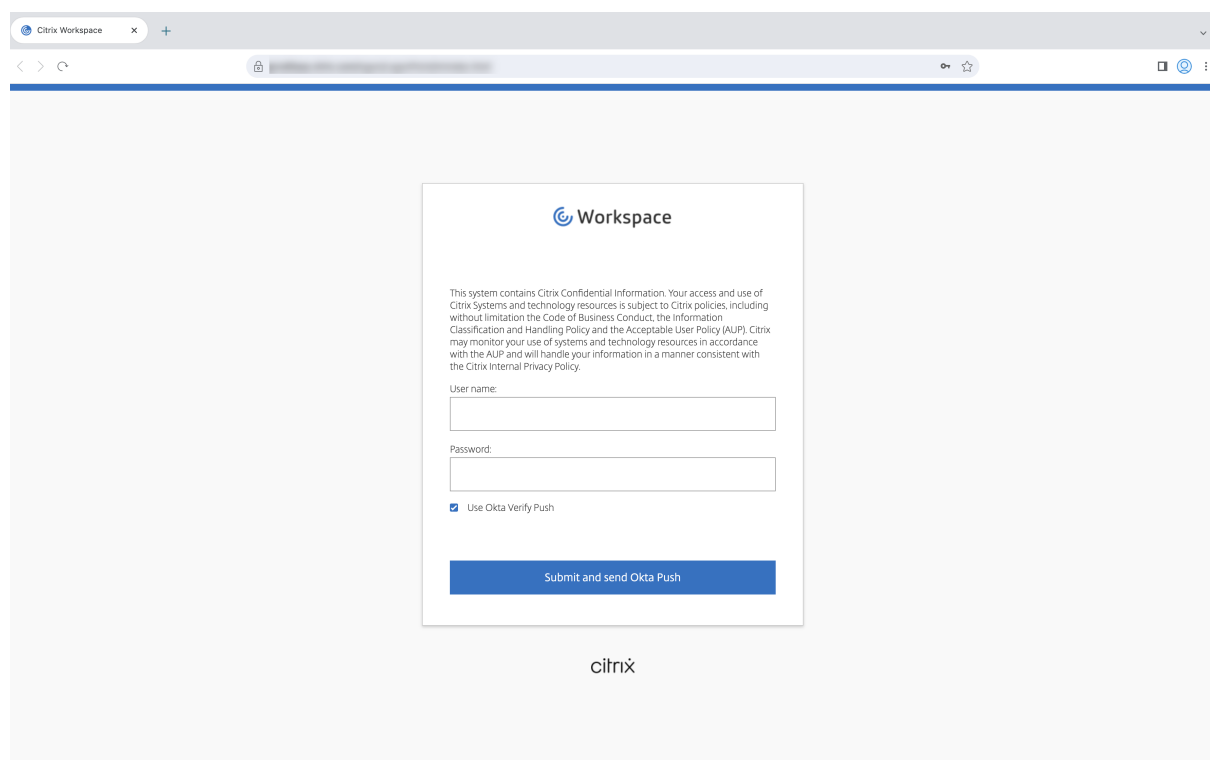 Citrix Workspace
Workspace
This system contains Citrix Confidential Information. Your access and use of
Citrix Systems and technology resources is subject to Citrix policies, including
without limitation the Code of Business Conduct, the Information
Classification and Handling Policy and the Acceptable User Policy (AUP). Citrix
may monitor your use of systems and technology resources in accordance
with the AUP and will handle your information in a manner consistent with
the Citrix Internal Privacy Policy.
User name:
Password:
Use Okta Verify Push
Submit and send Okta Push
citrix